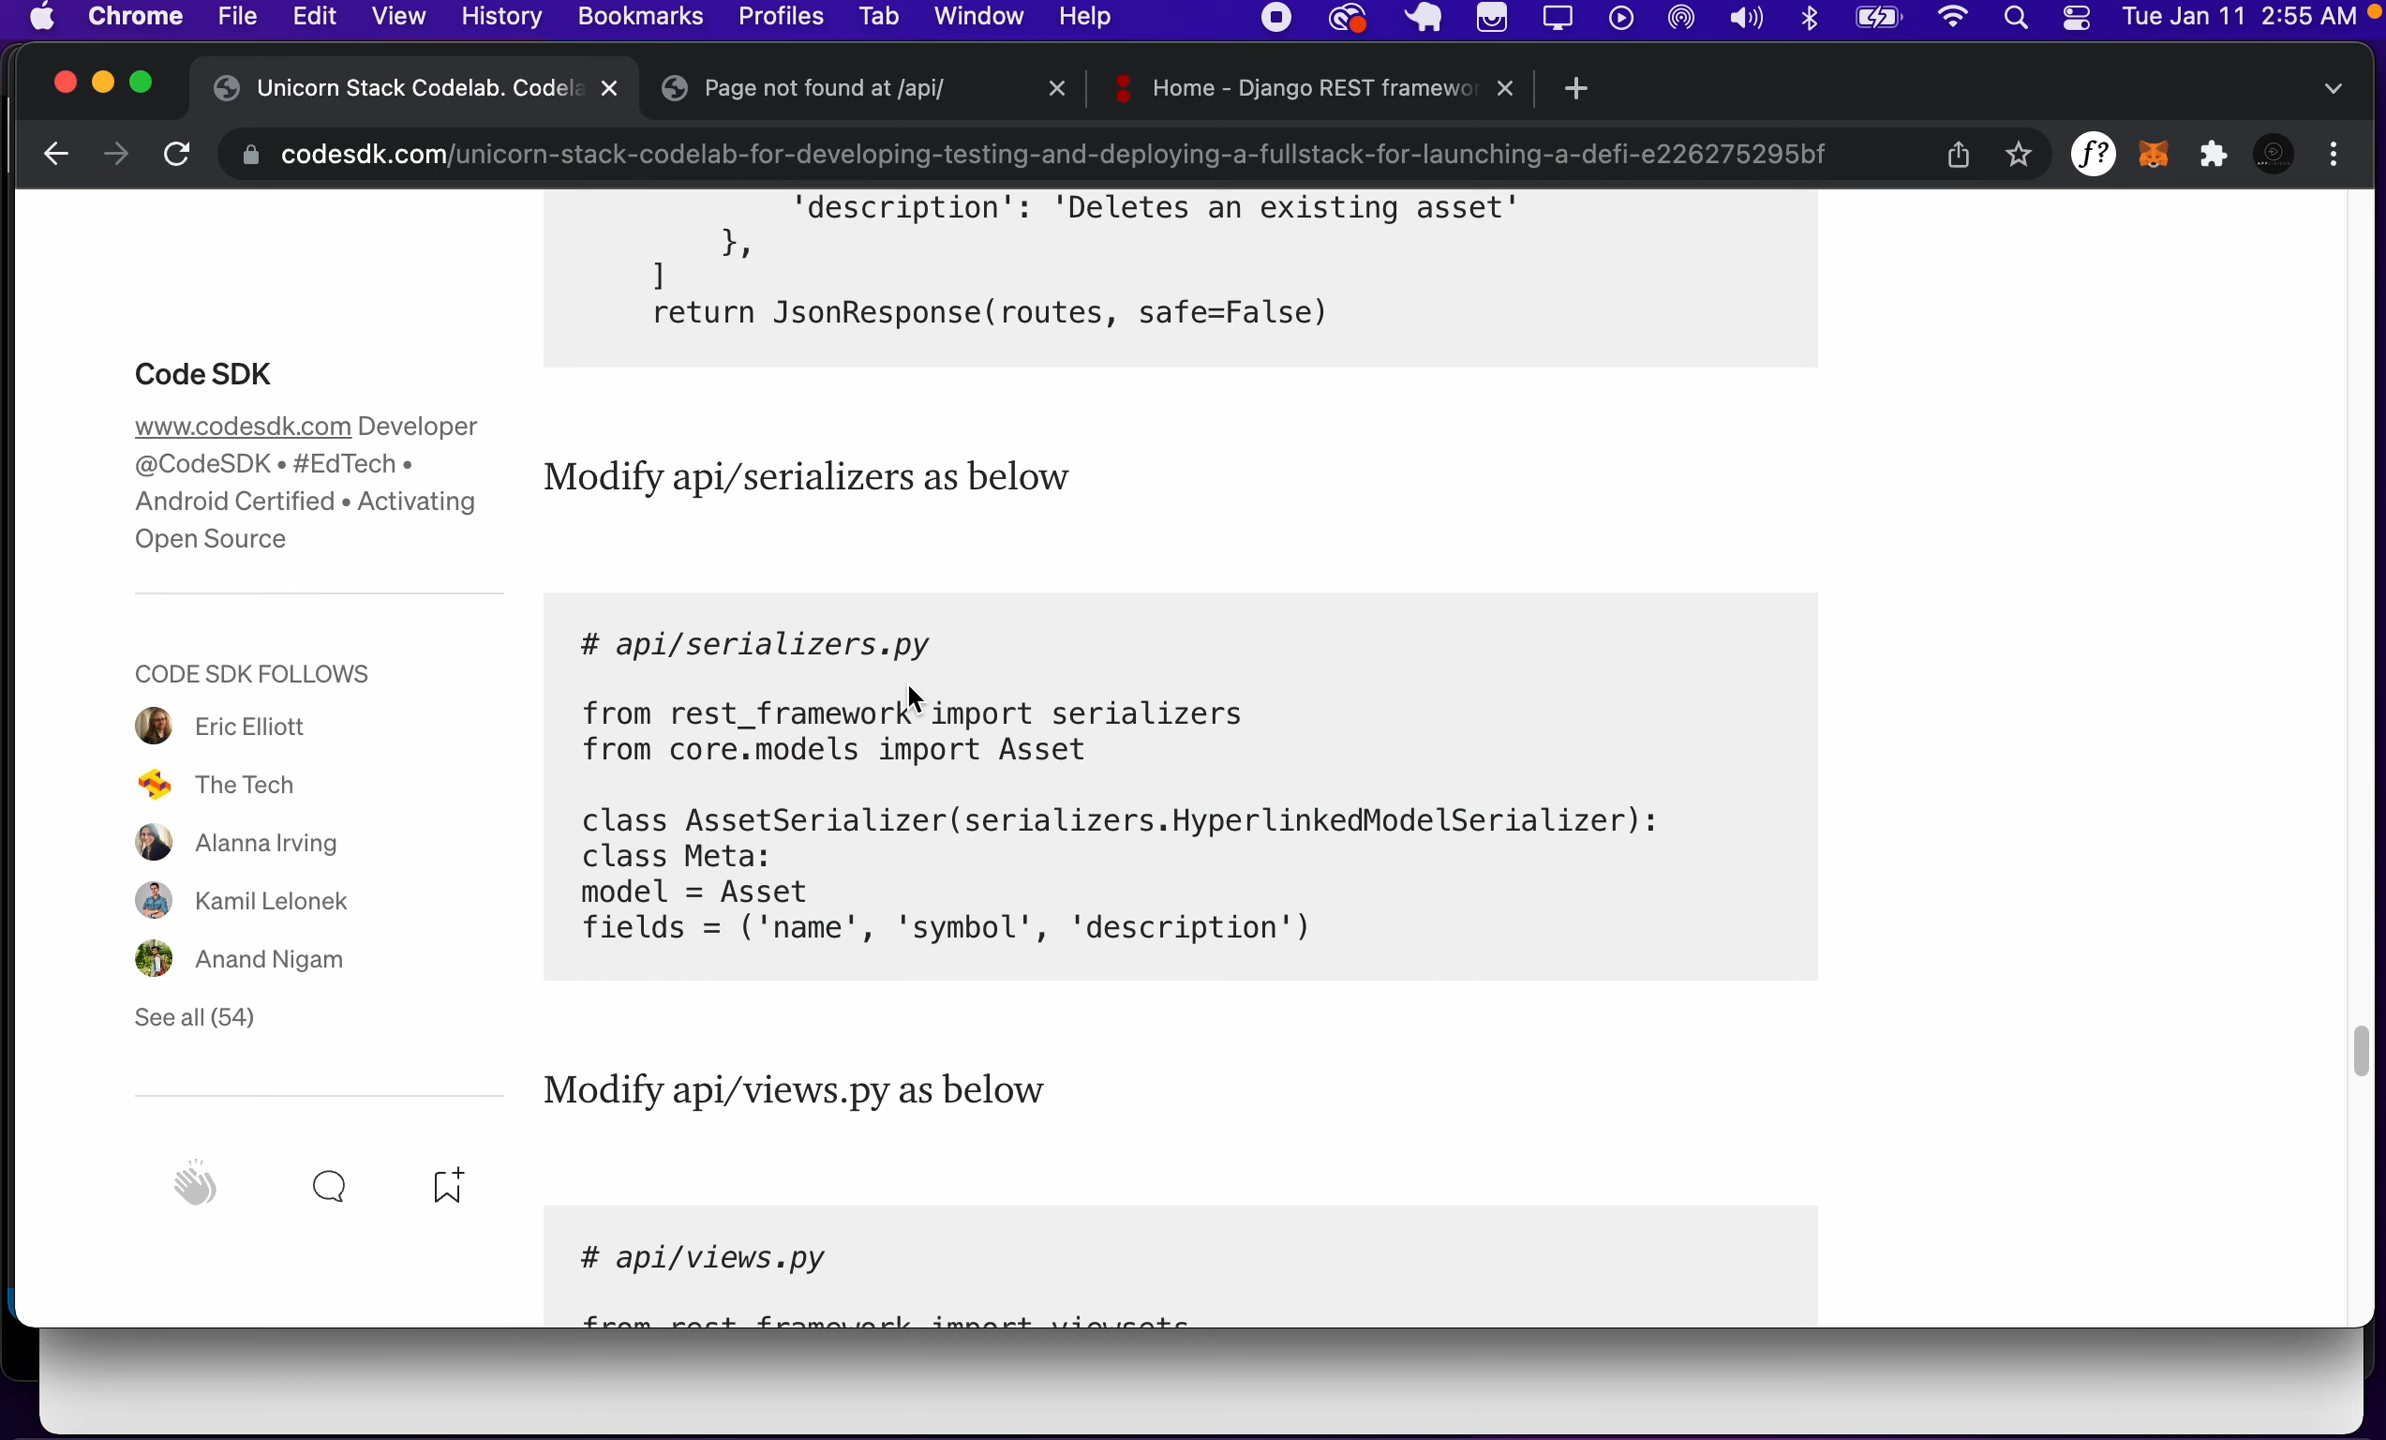 Chrome File Edit View History Bookmarks Profiles Tab Window Help Tue Jan 11 2:55 AM
Unicorn Stack Codelab. Codela
Page not found at /api/
Home - Django REST framewor
codesdk.com/unicorn-stack-codelab-for-developing-testing-and-deploying-a-fullstack-for-launching-a-defi-e226275295bf
f?
'description': 'Deletes an existing asset'
},
]
return JsonResponse(routes, safe=False)
Code SDK
www.codesdk.com Developer
@CodeSDK • #EdTech •
Android Certified • Activating
Open Source
CODE SDK FOLLOWS
Eric Elliott
The Tech
Alanna Irving
Kamil Lelonek
Anand Nigam
See all (54)
Modify api/serializers as below
# api/serializers.py
from rest_framework import serializers
from core.models import Asset
class AssetSerializer(serializers.HyperlinkedModelSerializer):
class Meta:
model = Asset
fields = ('name', 'symbol', 'description')
Modify api/views.py as below
# api/views.py
from rest_framework import viewsets